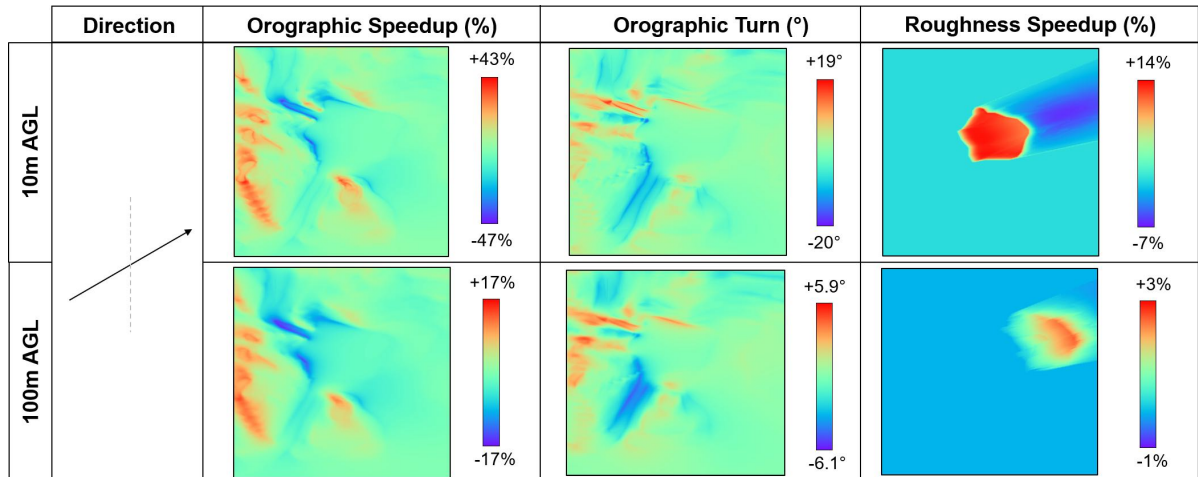 Direction
Orographic Speedup (%)
Orographic Turn (°)
Roughness Speedup (%)
10m AGL
+43%
-47%
+19°
-20°
+14%
-7%
100m AGL
+17%
-17%
+5.9°
-6.1°
+3%
-1%